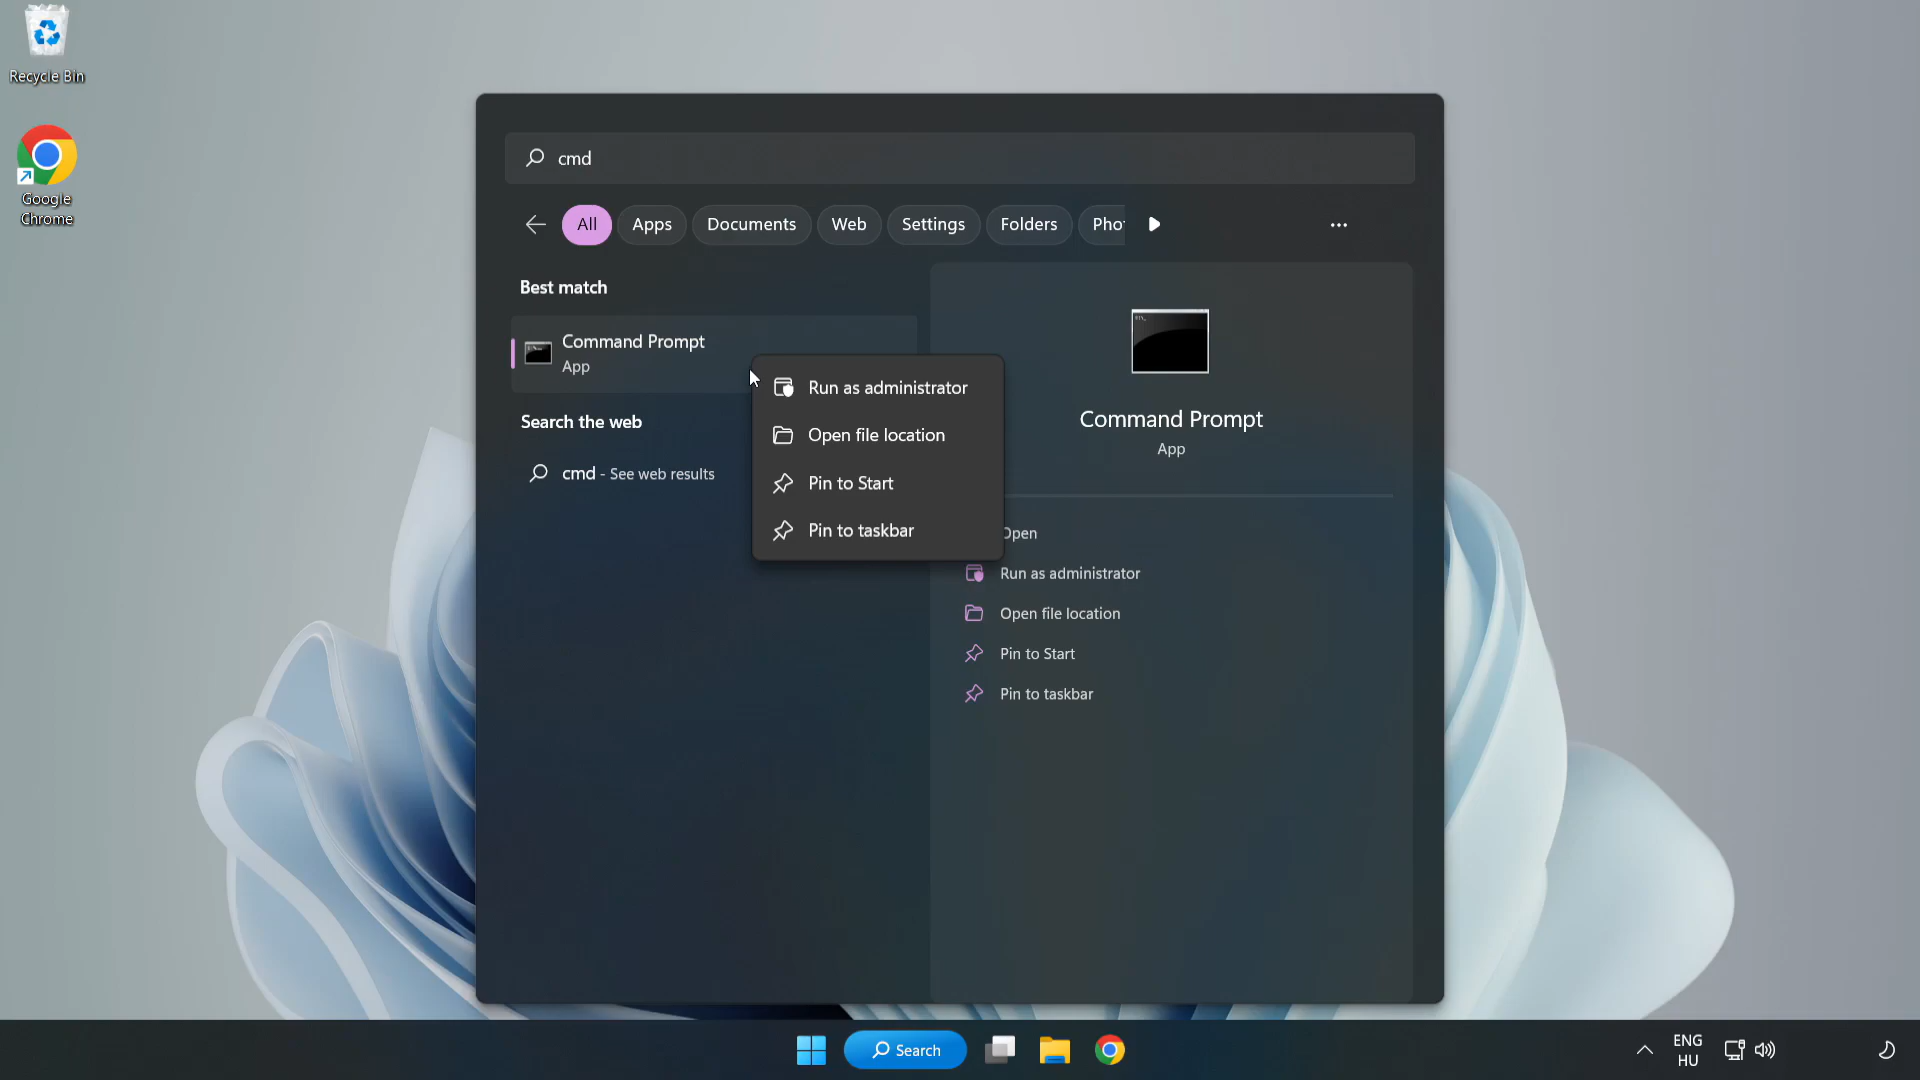 Recycle Bin
Google
Chrome
cmd
All
Apps
Documents
Web
Settings
Folders
Best match
Command Prompt
App
Search the web
cmd - See web results
Run as administrator
Open file location
Pin to Start
Pin to taskbar
Command Prompt
App
Open
Run as administrator
Open file location
Pin to Start
Pin to taskbar
Search
ENG
HU